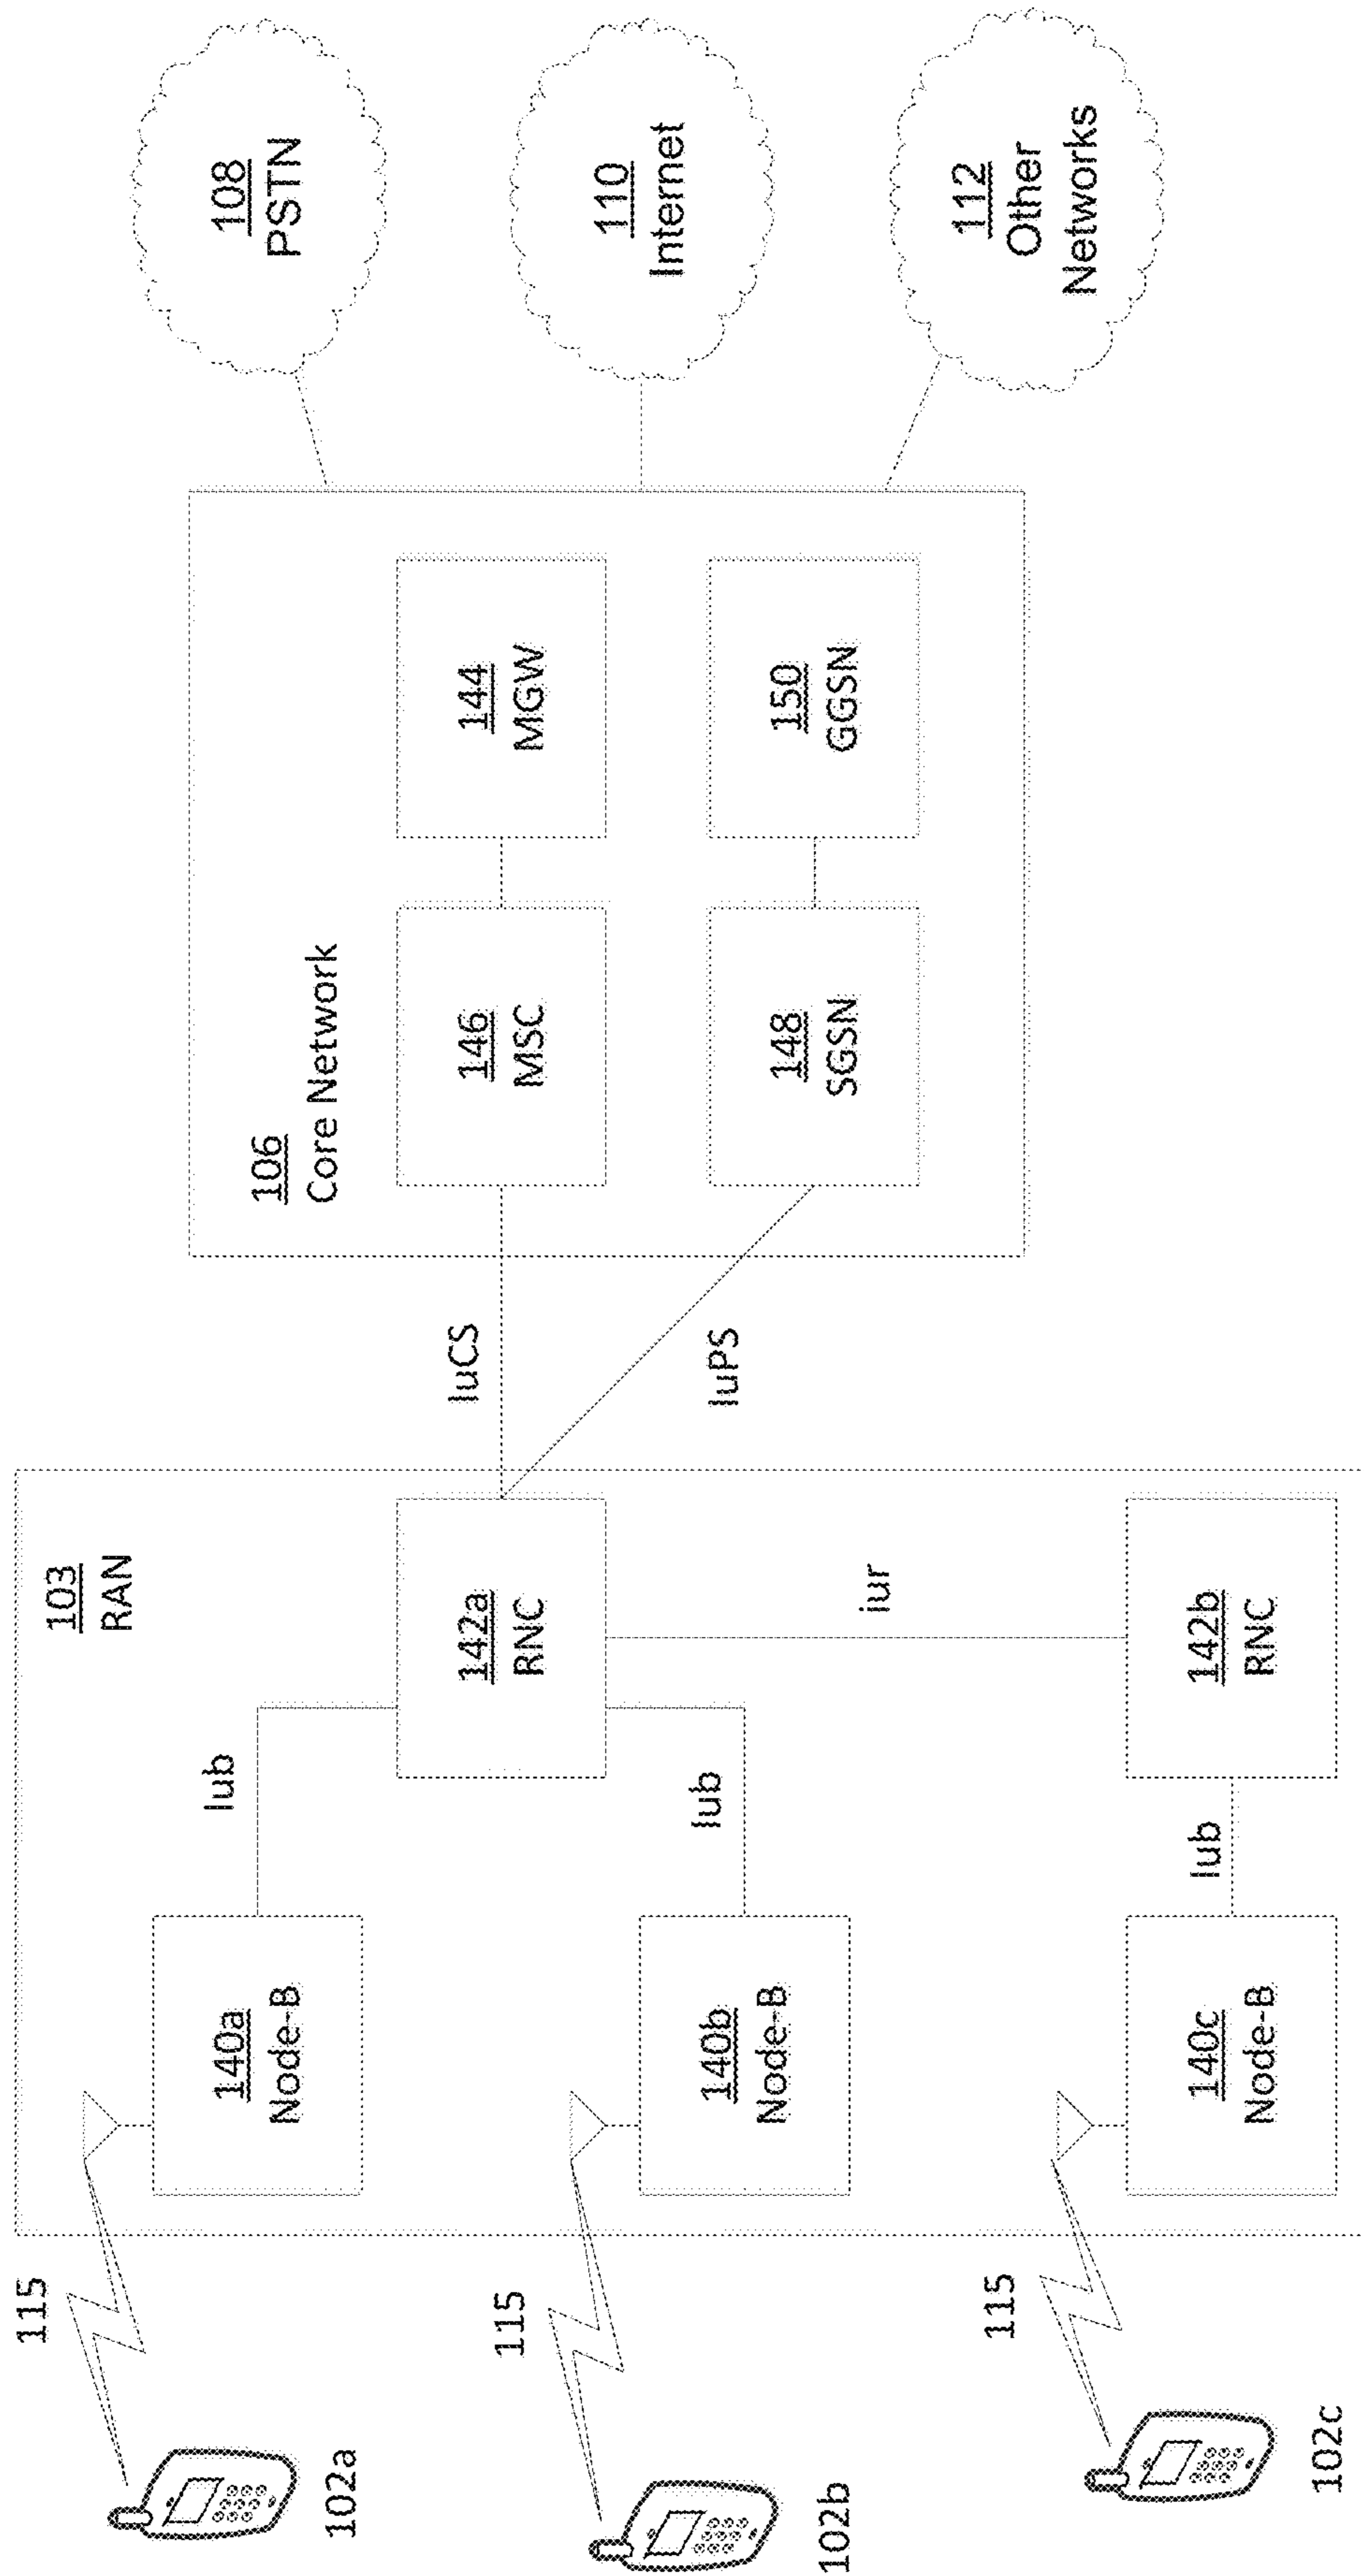 115
102a
115
102b
115
102c
103
RAN
140a
Node-B
140b
Node-B
140c
Node-B
Iub
Iub
Iub
142a
RNC
iur
142b
RNC
IuCS
IuPS
106
Core Network
146
MSC
144
MGW
148
SGSN
150
GGSN
108
PSTN
110
Internet
112
Other
Networks